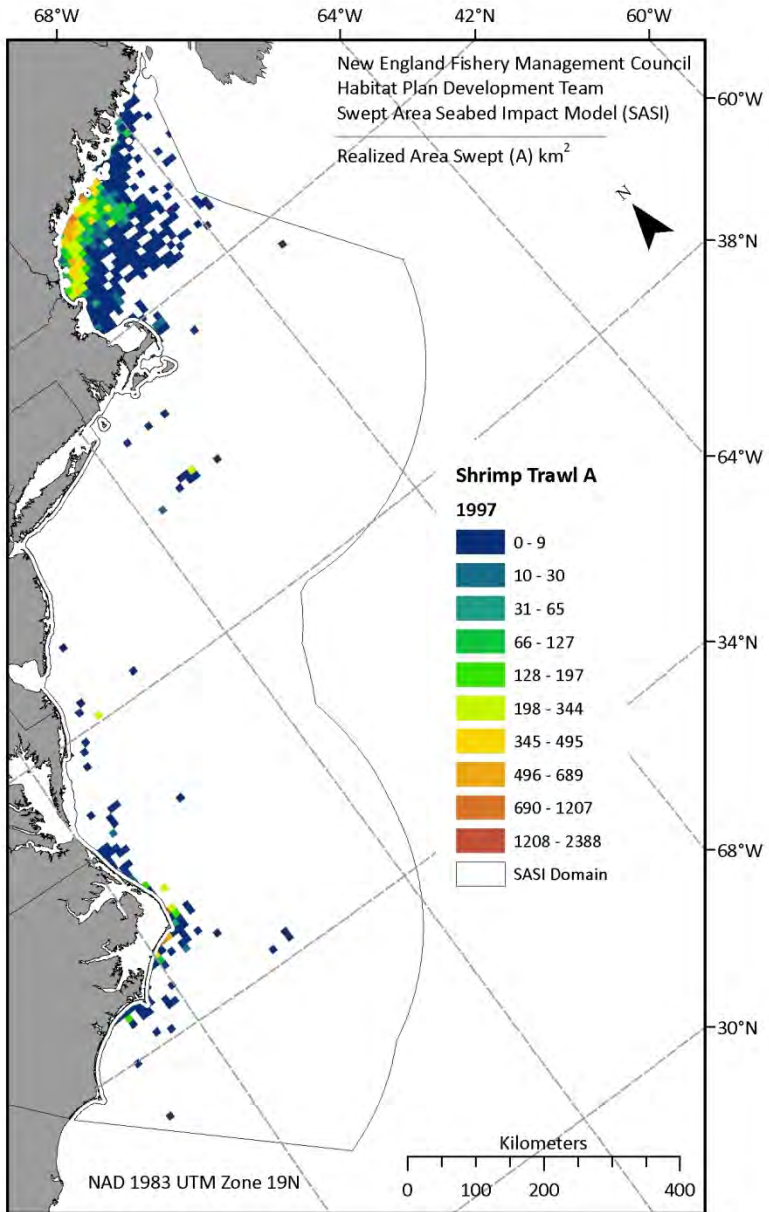 68°W
64°W
42°N
60°W
New England Fishery Management Council
Habitat Plan Development Team
Swept Area Seabed Impact Model (SASI)
Realized Area Swept (A) km²
60°W
N
38°N
64°W
Shrimp Trawl A
1997
0 - 9
10 - 30
31 - 65
66 - 127
128 - 197
198 - 344
345 - 495
496 - 689
690 - 1207
1208 - 2388
SASI Domain
34°N
68°W
30°N
Kilometers
0 100 200 400
NAD 1983 UTM Zone 19N